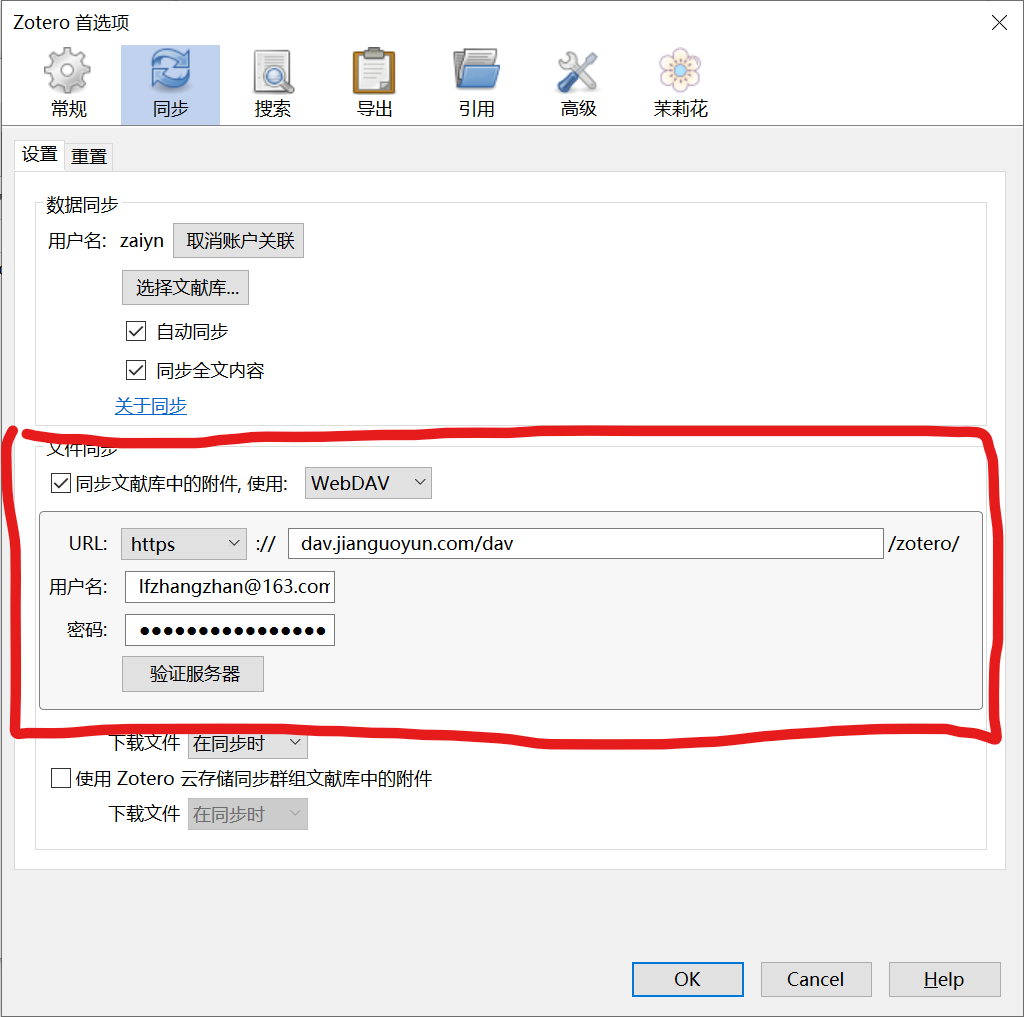 Zotero 首选项
常规 同步 搜索 导出 引用 高级 茉莉花
设置 重置
数据同步
用户名: zaiyn 取消账户关联
选择文献库...
自动同步
同步全文内容
关于同步
文件同步
同步文献库中的附件, 使用: WebDAV
URL: https :// dav.jianguoyun.com/dav /zotero/
用户名: lfzhangzhan@163.com
密码: ●●●●●●●●●●●●●●●●
验证服务器
下载文件 在同步时
使用 Zotero 云存储同步群组文献库中的附件
下载文件 在同步时
OK Cancel Help